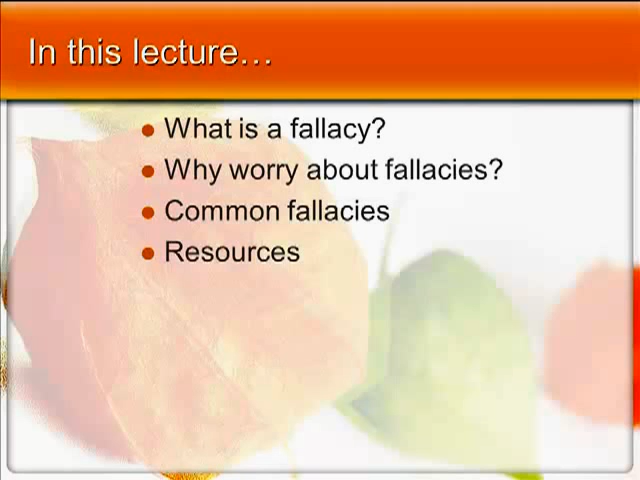 In this lecture…
What is a fallacy?
Why worry about fallacies?
Common fallacies
Resources